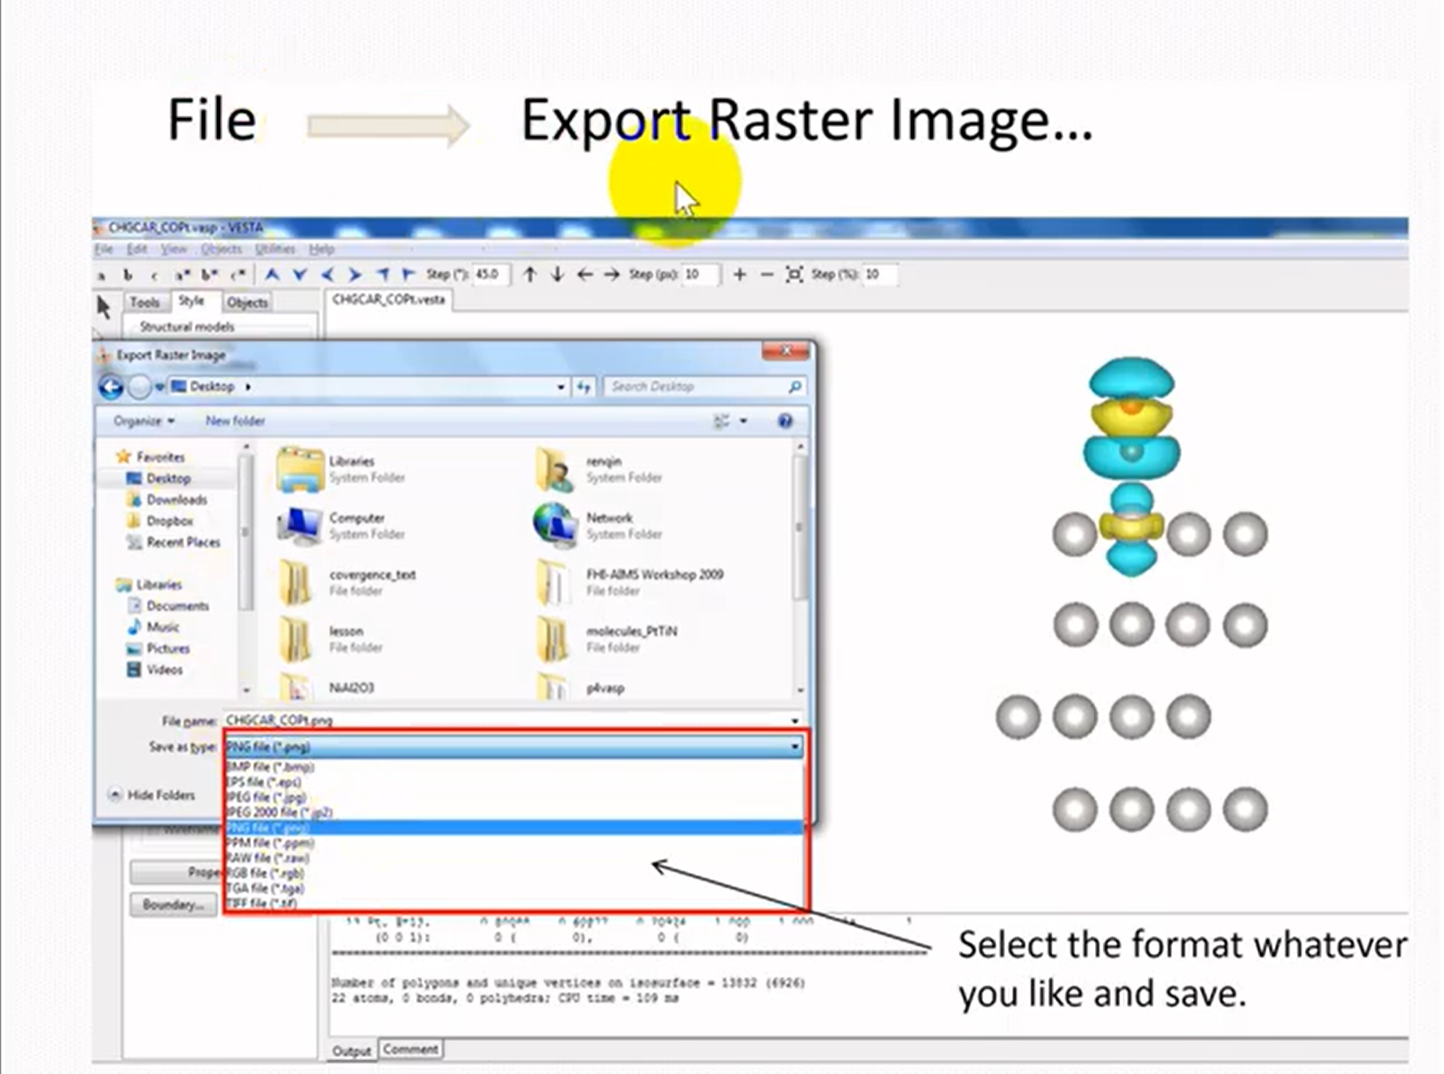 File
Export Raster Image...
CHGCAR_COPt.vasp - VESTA
File Edit View Objects Utilities Help
a b c a* b* c* Step (°): 45.0 Step (px): 10 Step (%): 10
Tools Style Objects
CHGCAR_COPt.vesta
Structural models
Export Raster Image
Desktop
Search Desktop
Organize
New folder
Favorites
Desktop
Downloads
Dropbox
Recent Places
Libraries
Documents
Music
Pictures
Videos
Libraries
System Folder
renqin
System Folder
Computer
System Folder
Network
System Folder
covergence_text
File folder
FHI-AIMS Workshop 2009
File folder
lesson
File folder
molecules_PtTiN
File folder
NiAl2O3
p4vasp
File name: CHGCAR_COPt.png
Save as type: PNG file (*.png)
BMP file (*.bmp)
EPS file (*.eps)
JPEG file (*.jpg)
JPEG 2000 file (*.jp2)
PNG file (*.png)
PPM file (*.ppm)
RAW file (*.raw)
RGB file (*.rgb)
TGA file (*.tga)
TIFF file (*.tif)
Hide Folders
Wireframe
Prope
Boundary...
(0 0 1): 0 ( 0), 0 ( 0)
Number of polygons and unique vertices on isosurface = 13832 (6926)
22 atoms, 0 bonds, 0 polyhedra; CPU time = 109 ms
Output Comment
Select the format whatever
you like and save.